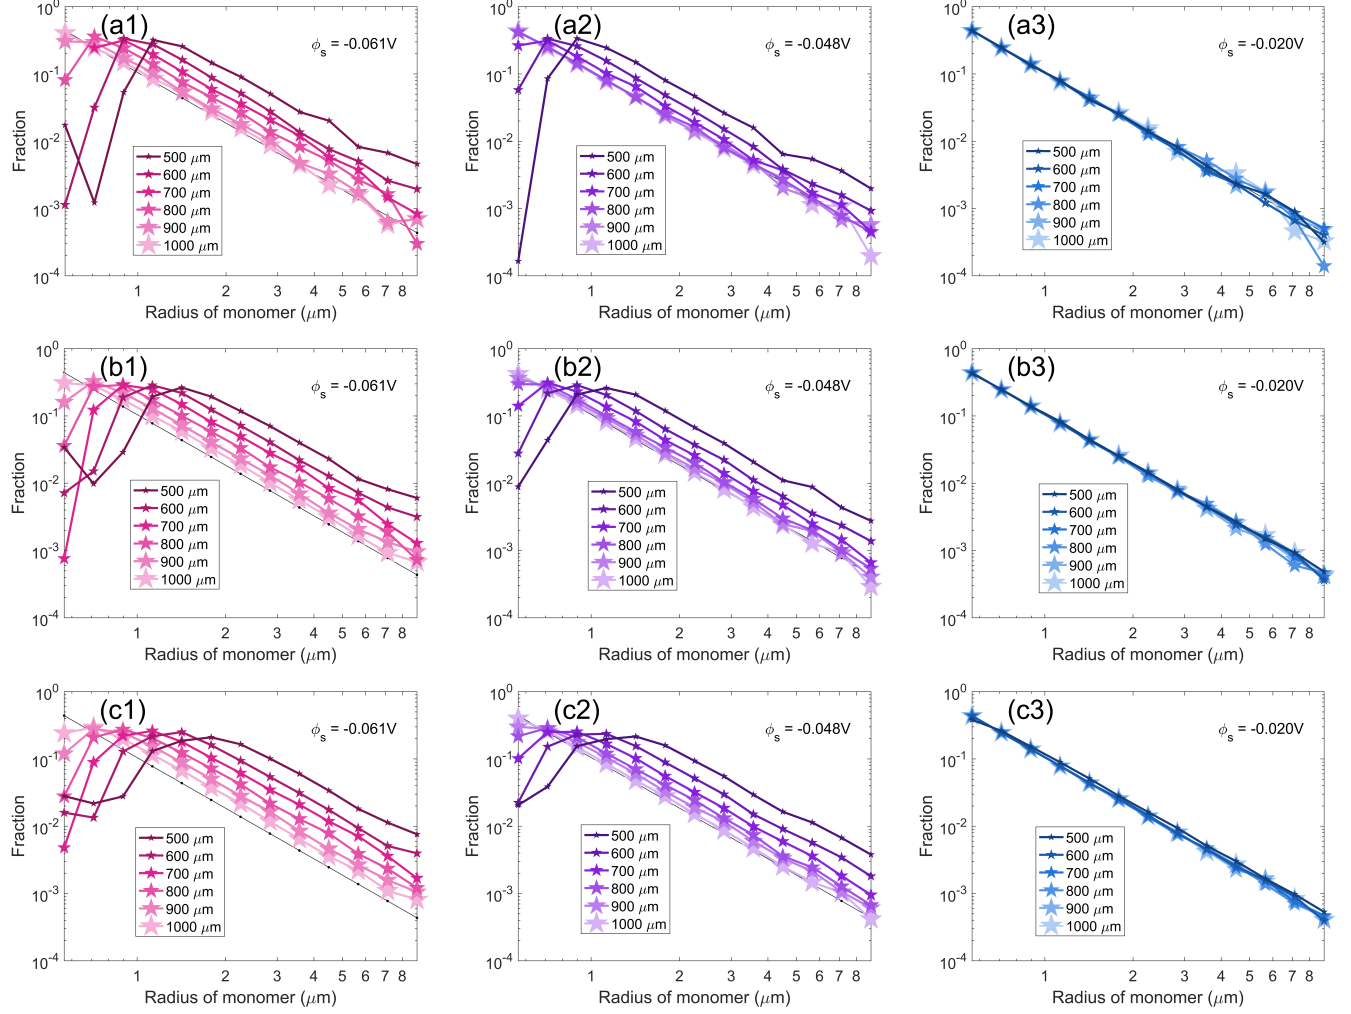 (a1)
ϕs = -0.061V
10^0
10^-1
10^-2
10^-3
10^-4
Fraction
500 μm
600 μm
700 μm
800 μm
900 μm
1000 μm
1 2 3 4 5 6 7 8
Radius of monomer (μm)
(a2)
ϕs = -0.048V
10^0
10^-1
10^-2
10^-3
10^-4
Fraction
500 μm
600 μm
700 μm
800 μm
900 μm
1000 μm
1 2 3 4 5 6 7 8
Radius of monomer (μm)
(a3)
ϕs = -0.020V
10^0
10^-1
10^-2
10^-3
10^-4
Fraction
500 μm
600 μm
700 μm
800 μm
900 μm
1000 μm
1 2 3 4 5 6 7 8
Radius of monomer (μm)
(b1)
ϕs = -0.061V
10^0
10^-1
10^-2
10^-3
10^-4
Fraction
500 μm
600 μm
700 μm
800 μm
900 μm
1000 μm
1 2 3 4 5 6 7 8
Radius of monomer (μm)
(b2)
ϕs = -0.048V
10^0
10^-1
10^-2
10^-3
10^-4
Fraction
500 μm
600 μm
700 μm
800 μm
900 μm
1000 μm
1 2 3 4 5 6 7 8
Radius of monomer (μm)
(b3)
ϕs = -0.020V
10^0
10^-1
10^-2
10^-3
10^-4
Fraction
500 μm
600 μm
700 μm
800 μm
900 μm
1000 μm
1 2 3 4 5 6 7 8
Radius of monomer (μm)
(c1)
ϕs = -0.061V
10^0
10^-1
10^-2
10^-3
10^-4
Fraction
500 μm
600 μm
700 μm
800 μm
900 μm
1000 μm
1 2 3 4 5 6 7 8
Radius of monomer (μm)
(c2)
ϕs = -0.048V
10^0
10^-1
10^-2
10^-3
10^-4
Fraction
500 μm
600 μm
700 μm
800 μm
900 μm
1000 μm
1 2 3 4 5 6 7 8
Radius of monomer (μm)
(c3)
ϕs = -0.020V
10^0
10^-1
10^-2
10^-3
10^-4
Fraction
500 μm
600 μm
700 μm
800 μm
900 μm
1000 μm
1 2 3 4 5 6 7 8
Radius of monomer (μm)